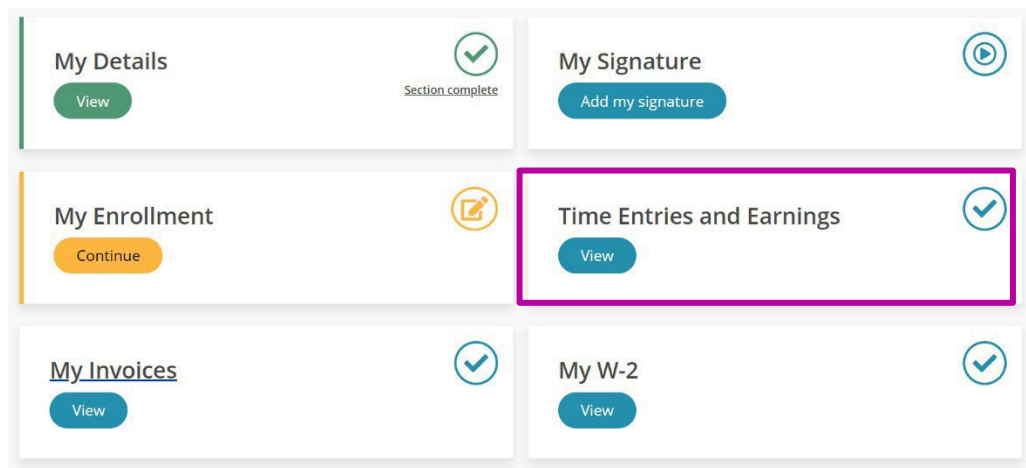 My Details
View
Section complete
My Signature
Add my signature
My Enrollment
Continue
Time Entries and Earnings
View
My Invoices
View
My W-2
View